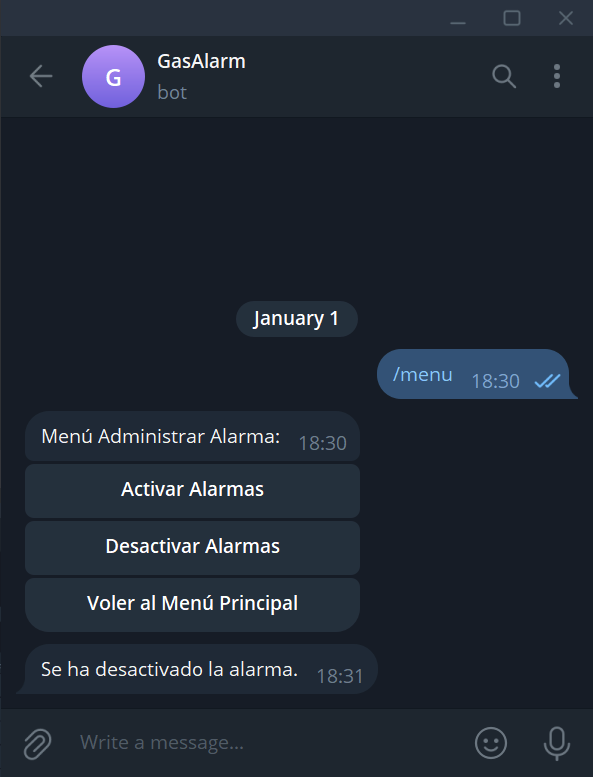 G
GasAlarm
bot
January 1
/menu 18:30
Menú Administrar Alarma: 18:30
Activar Alarmas
Desactivar Alarmas
Voler al Menú Principal
Se ha desactivado la alarma. 18:31
Write a message...